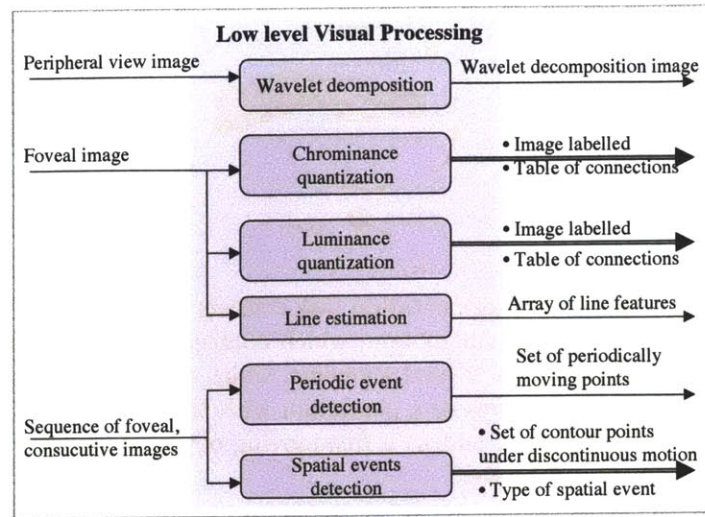 Low level Visual Processing
Peripheral view image
Wavelet deomposition
Wavelet decomposition image
Foveal image
Chrominance
quantization
• Image labelled
• Table of connections
Luminance
quantization
• Image labelled
• Table of connections
Line estimation
Array of line features
Periodic event
detection
Set of periodically
moving points
Sequence of foveal,
consucutive images
Spatial events
detection
• Set of contour points
under discontinuous motion
• Type of spatial event